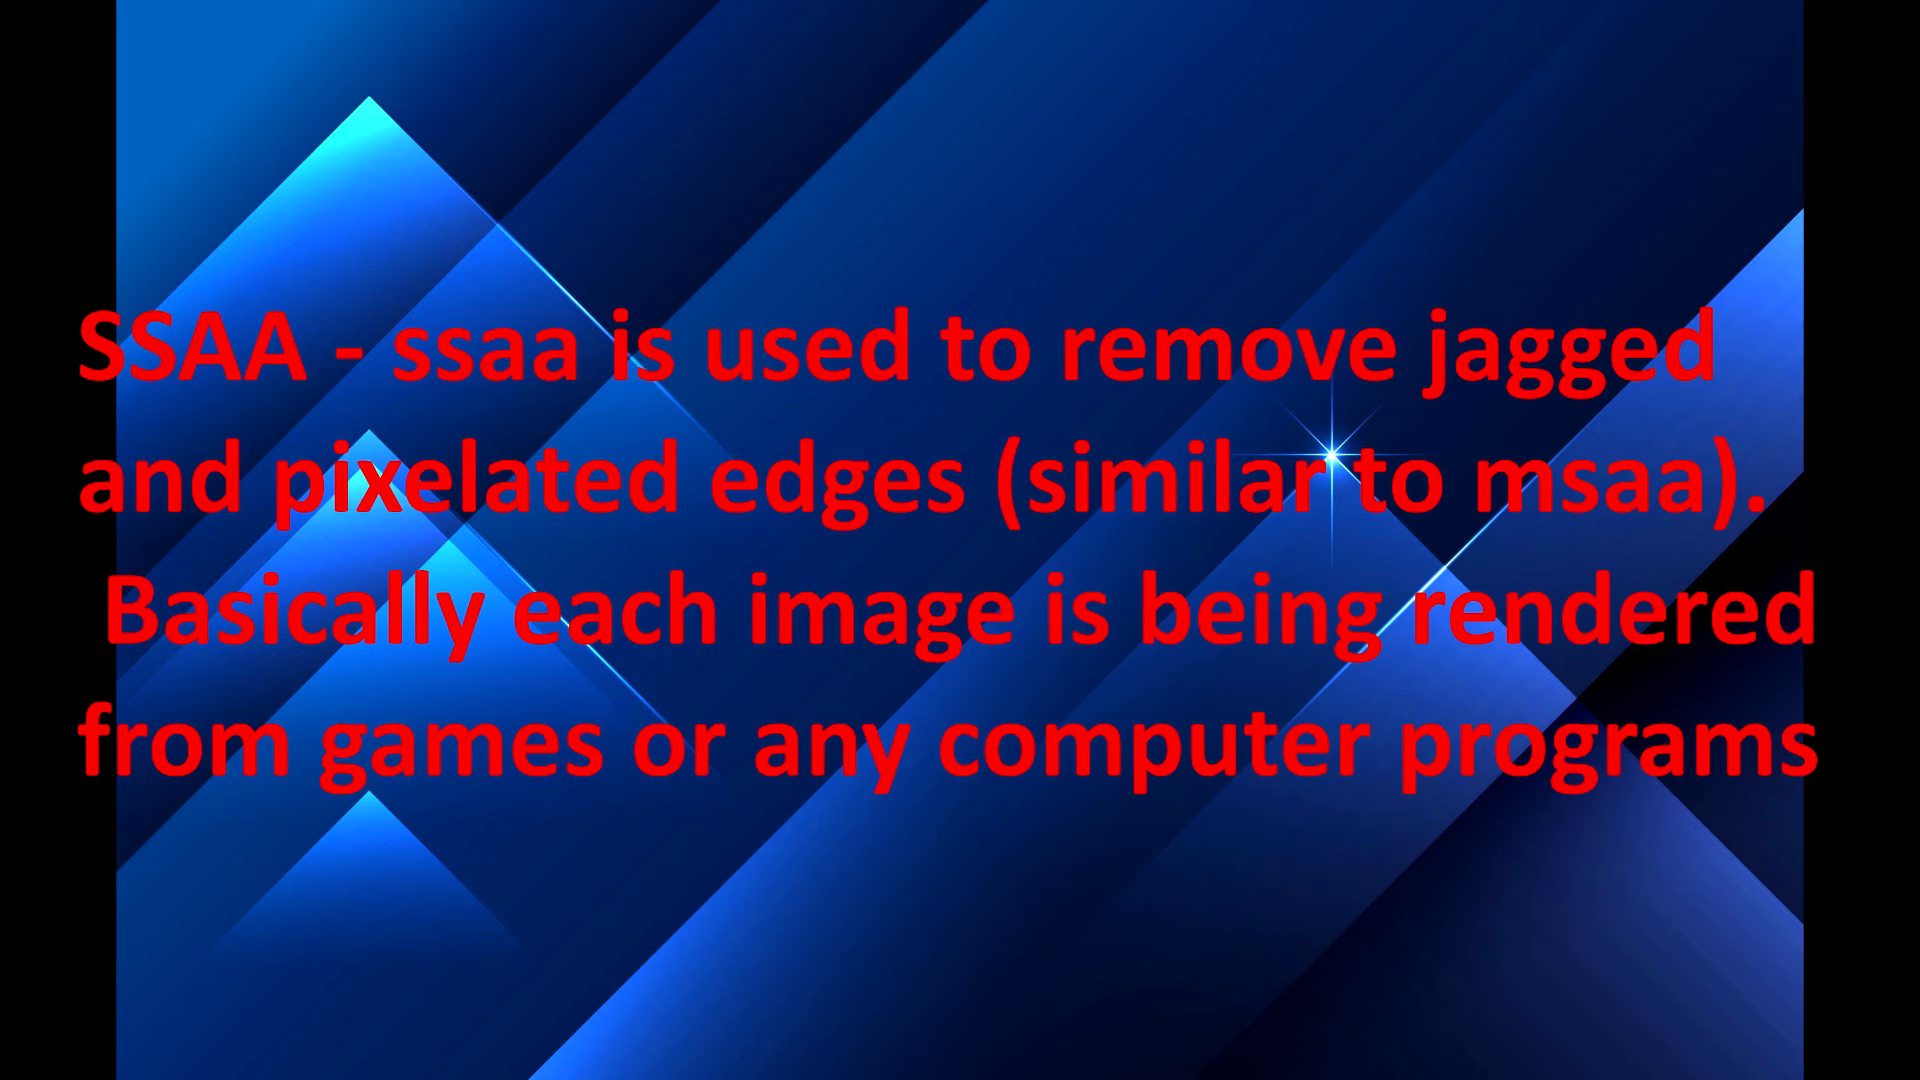 SSAA - ssaa is used to remove jagged
and pixelated edges (similar to msaa).
Basically each image is being rendered
from games or any computer programs